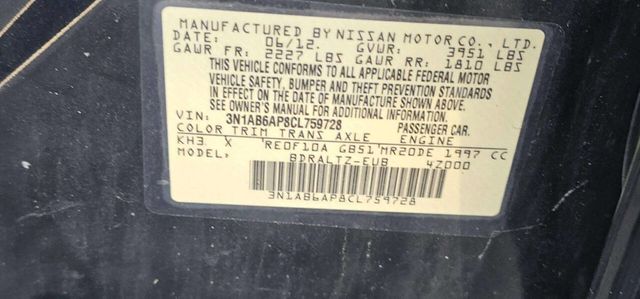 MANUFACTURED BY NISSAN MOTOR CO., LTD.
DATE: 06/12. GVWR: 3951 LBS
GAWR FR: 2227 LBS GAWR RR: 1810 LBS
THIS VEHICLE CONFORMS TO ALL APPLICABLE FEDERAL MOTOR
VEHICLE SAFETY, BUMPER AND THEFT PREVENTION STANDARDS
IN EFFECT ON THE DATE OF MANUFACTURE SHOWN ABOVE.
SEE OWNER'S MANUAL FOR ADDITIONAL INFORMATION.
VIN: 3N1AB6AP8CL759728 PASSENGER CAR.
COLOR TRIM TRANS AXLE ENGINE
KH3 X RE0F10A GB51 MR20DE 1997 CC
MODEL: BDRALTZ-EUB 4Z000
3N1AB6AP8CL759728